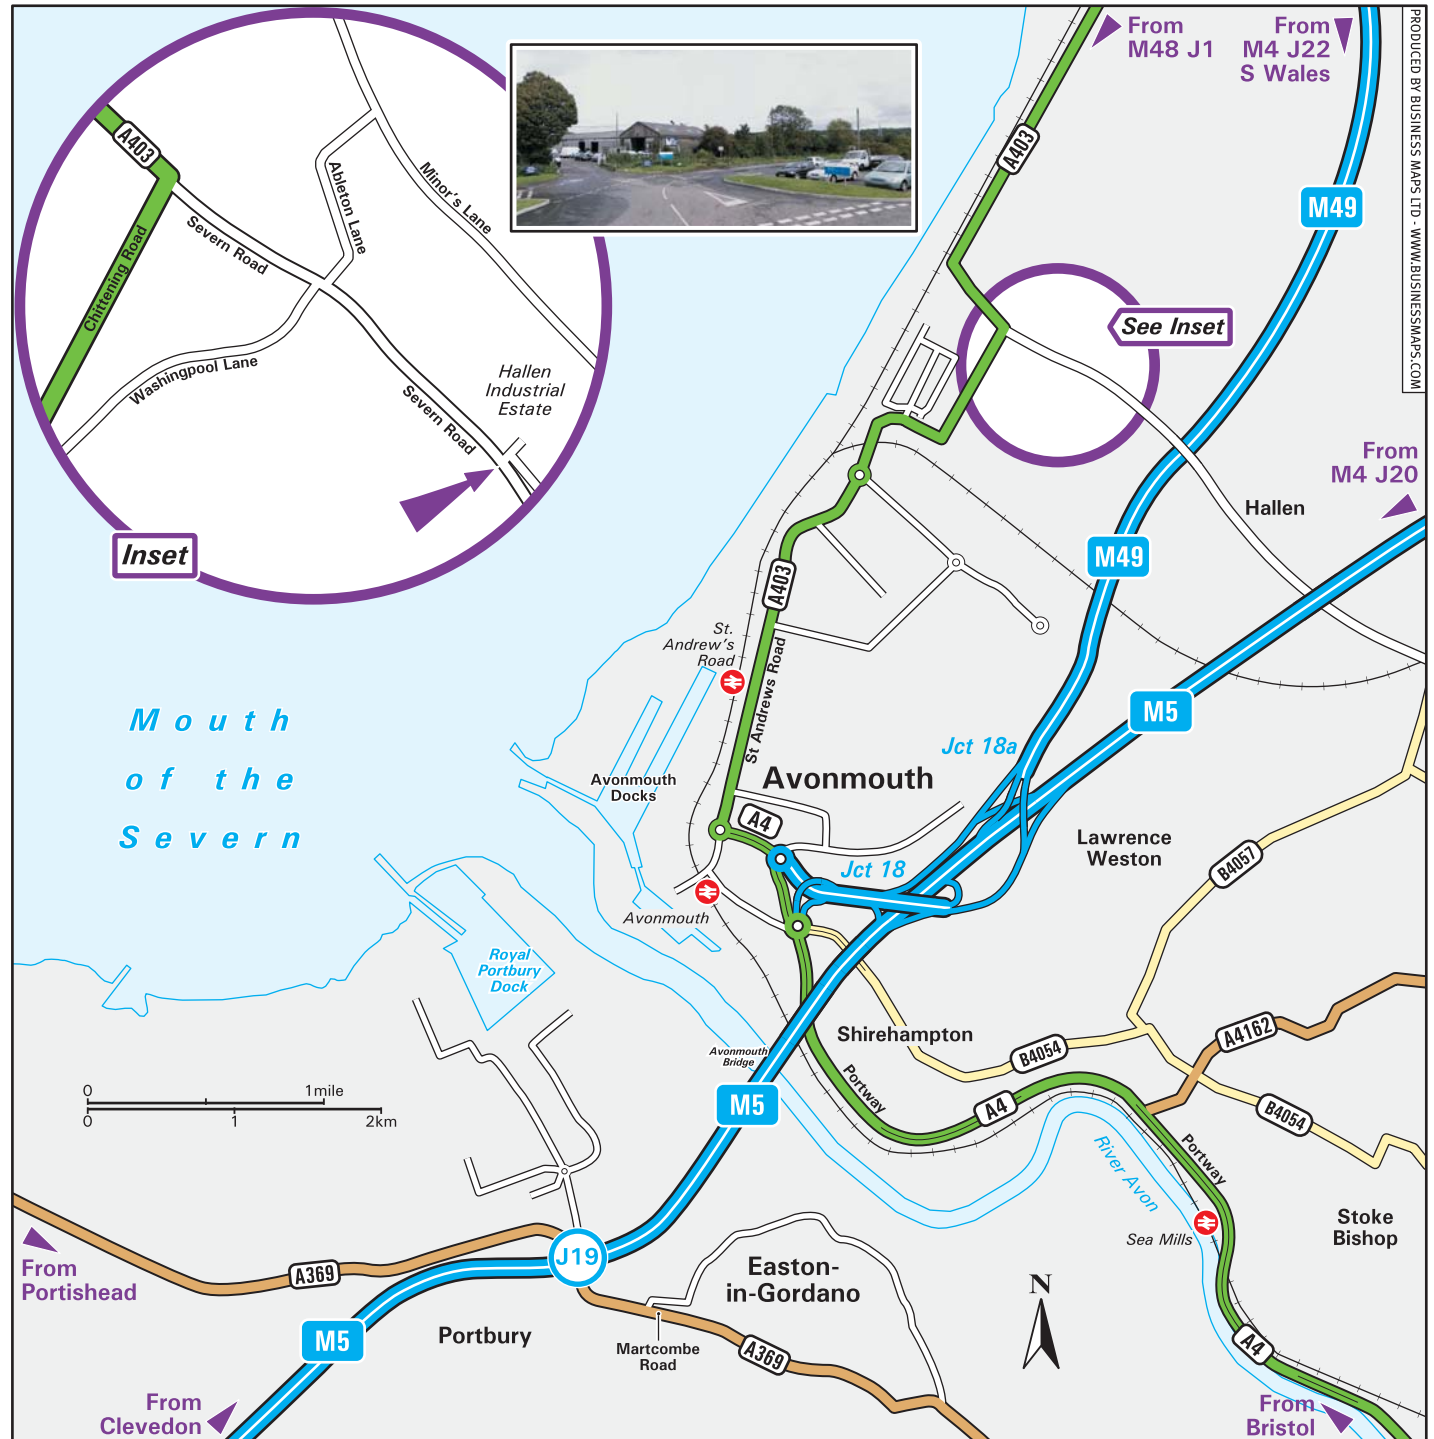 From
M48 J1
From
M4 J22
S Wales
PRODUCED BY BUSINESS MAPS LTD - WWW.BUSINESSMAPS.COM
A403
Ableton Lane
Minor's Lane
Severn Road
Chittening Road
Washingpool Lane
Severn Road
Hallen
Industrial
Estate
Inset
A403
M49
See Inset
From
M4 J20
Hallen
M49
A403
St.
Andrew's
Road
St Andrews Road
M5
Mouth
of the
Severn
Jct 18a
Avonmouth
Docks
Avonmouth
A4
Lawrence
Weston
Jct 18
B4057
Avonmouth
Royal
Portbury
Dock
Shirehampton
A4162
Avonmouth
Bridge
B4054
Portway
0
1mile
0
1
2km
M5
A4
B4054
River Avon
Portway
Sea Mills
Stoke
Bishop
From
Portishead
A369
J19
Easton-
in-Gordano
N
M5
Portbury
Martcombe
Road
A369
A4
From
Clevedon
From
Bristol